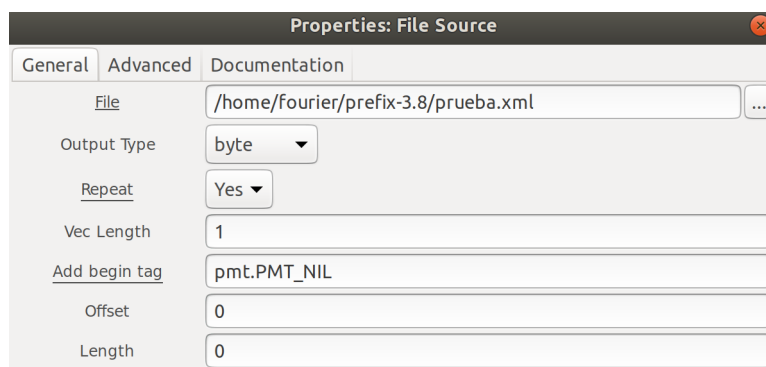 Properties: File Source
General Advanced Documentation
File /home/fourier/prefix-3.8/prueba.xml ...
Output Type byte
Repeat Yes
Vec Length 1
Add begin tag pmt.PMT_NIL
Offset 0
Length 0